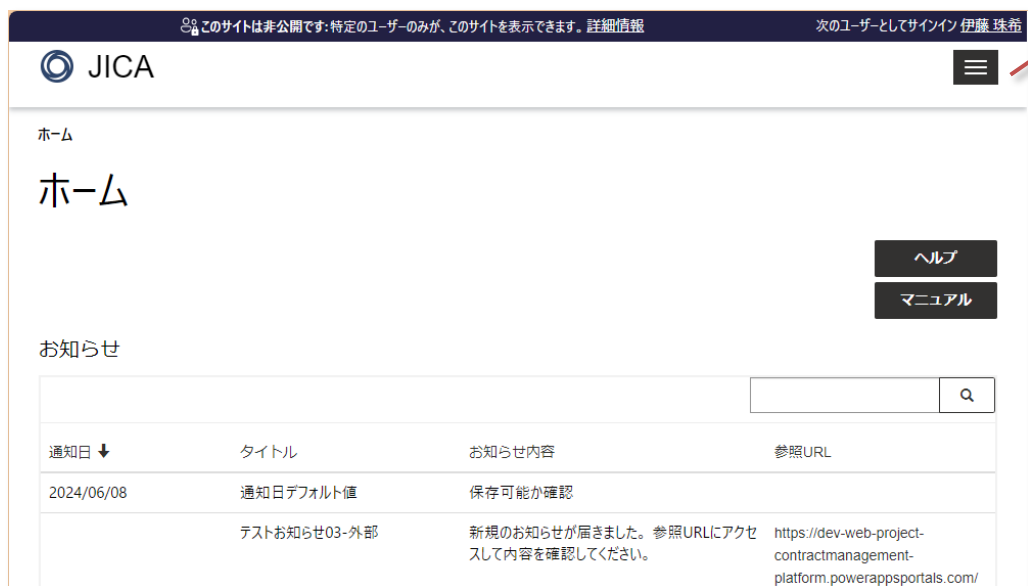 このサイトは非公開です: 特定のユーザーのみが、このサイトを表示できます。詳細情報 次のユーザーとしてサインイン 伊藤 珠希
JICA
ホーム
ホーム
ヘルプ
マニュアル
お知らせ
通知日 タイトル お知らせ内容 参照URL
2024/06/08 通知日デフォルト値 保存可能か確認
テストお知らせ03-外部 新規のお知らせが届きました。参照URLにアクセ https://dev-web-project-
スして内容を確認してください。 contractmanagement-
platform.powerappsportals.com/